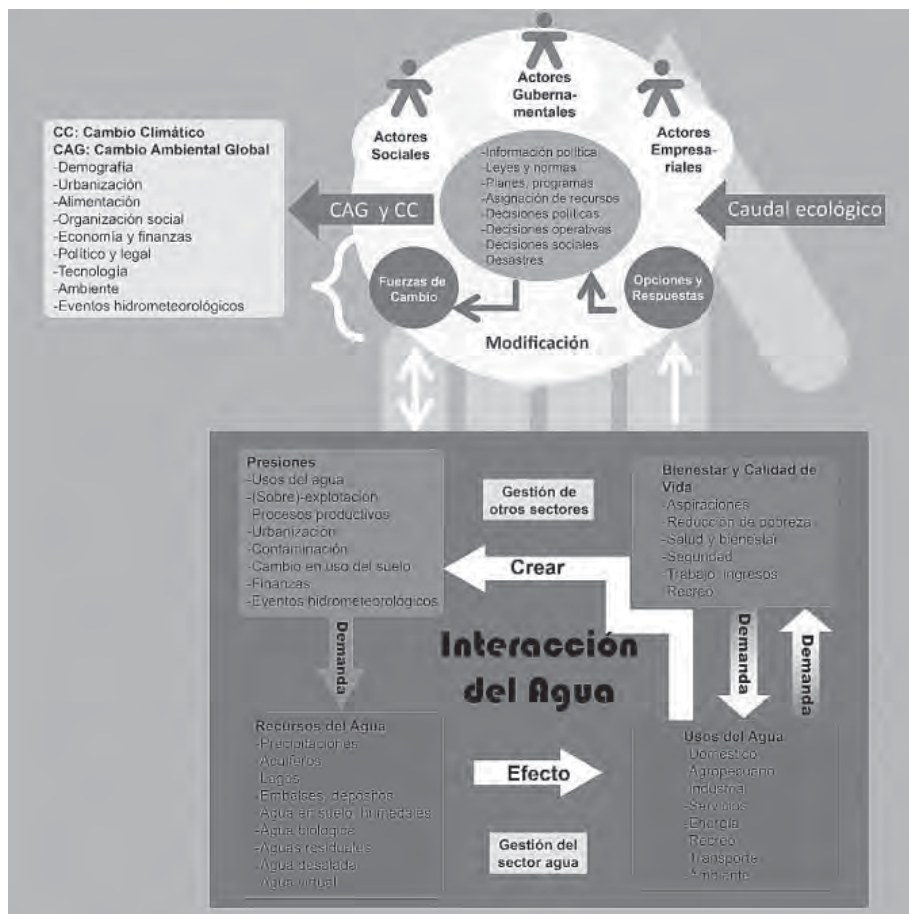 Actores
Guberna-
mentales
Actores
Sociales
Actores
Empresa-
riales
CC: Cambio Climático
CAG: Cambio Ambiental Global
-Demografía
-Urbanización
-Alimentación
-Organización social
-Economía y finanzas
-Político y legal
-Tecnología
-Ambiente
-Eventos hidrometeorológicos
CAG y CC
-Información política
-Leyes y normas
-Planes, programas
-Asignación de recursos
-Decisiones políticas
-Decisiones operativas
-Decisiones sociales
-Desastres
Caudal ecológico
Fuerzas de
Cambio
Opciones y
Respuestas
Modificación
Presiones
-Usos del agua
-(Sobre)-explotación
-Procesos productivos
-Urbanización
-Contaminación
-Cambio en uso del suelo
-Finanzas
-Eventos hidrometeorológicos
Gestión de
otros sectores
Bienestar y Calidad de
Vida
-Aspiraciones
-Reducción de pobreza
-Salud y bienestar
-Seguridad
-Trabajo, ingresos
-Recreo
Crear
Demanda
Interacción
del Agua
Demanda
Demanda
Recursos del Agua
-Precipitaciones
-Acuíferos
-Lagos
-Embalses, depósitos
-Agua en suelo, humedales
-Agua biológica
-Aguas residuales
-Agua desalada
-Agua virtual
Efecto
Gestión del
sector agua
Usos del Agua
-Doméstico
-Agropecuario
-Industrial
-Servicios
-Energía
-Recreo
-Transporte
-Ambiente